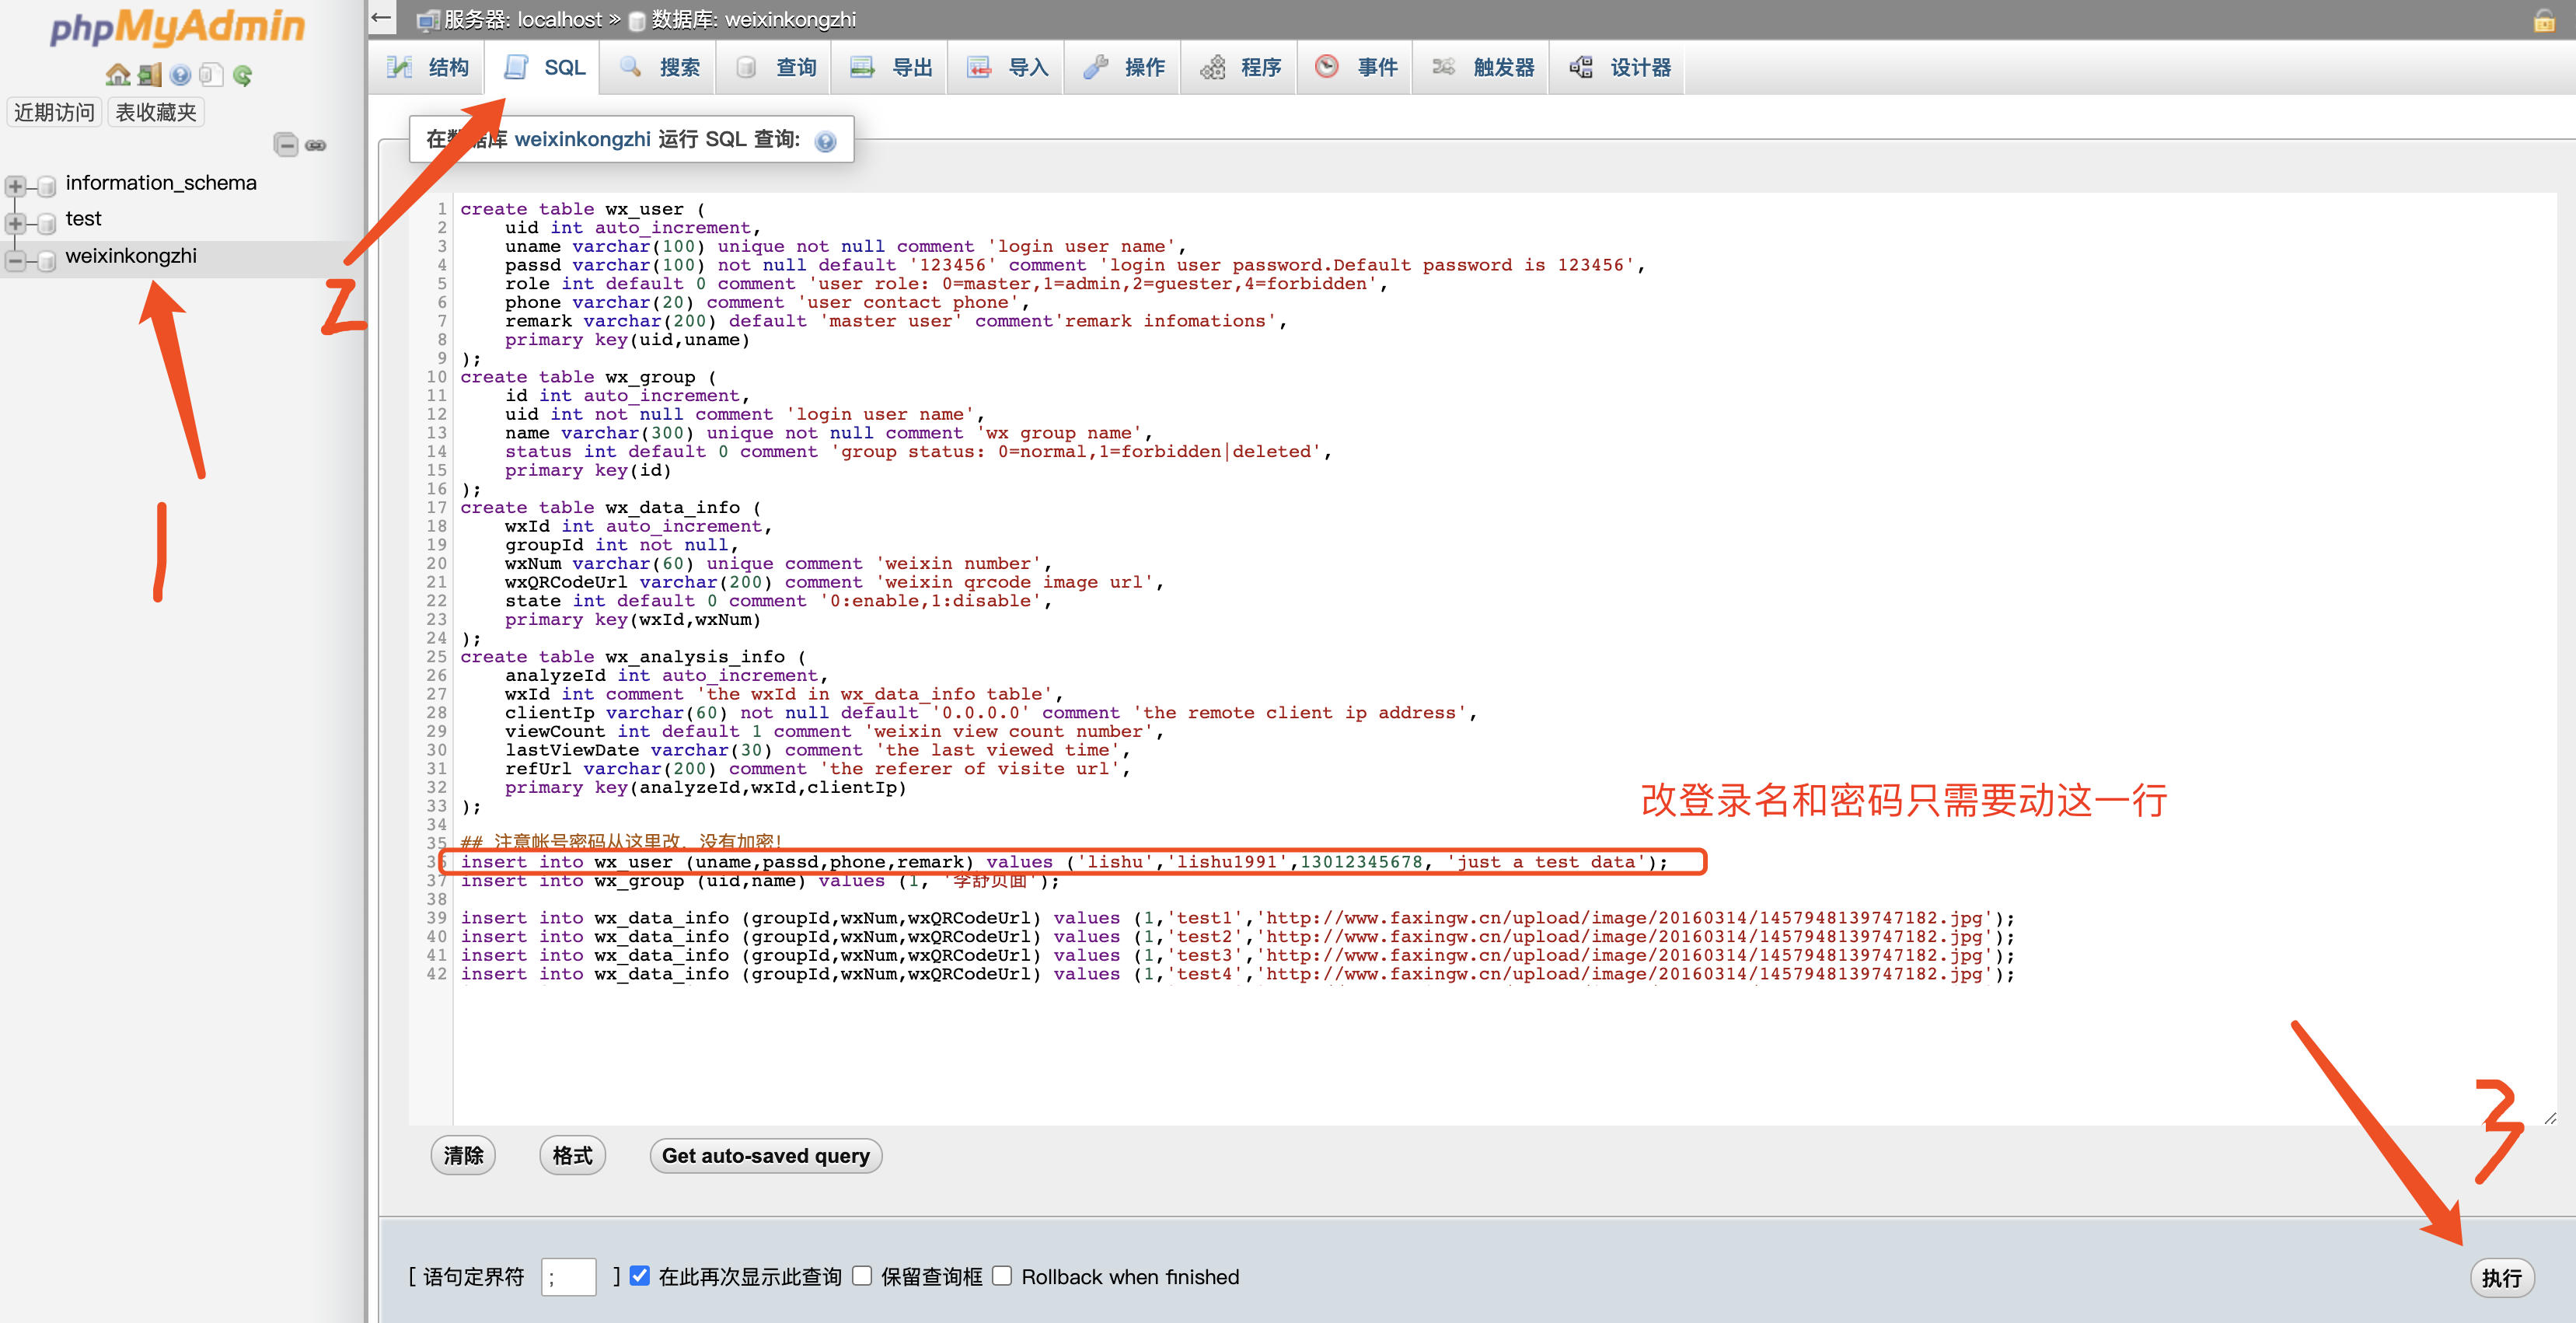 phpMyAdmin
近期访问 表收藏夹
information_schema
test
weixinkongzhi
1
2
服务器: localhost » 数据库: weixinkongzhi
结构 SQL 搜索 查询 导出 导入 操作 程序 事件 触发器 设计器
在数据库 weixinkongzhi 运行 SQL 查询:
1 create table wx_user (
2 uid int auto_increment,
3 uname varchar(100) unique not null comment 'login user name',
4 passd varchar(100) not null default '123456' comment 'login user password.Default password is 123456',
5 role int default 0 comment 'user role: 0=master,1=admin,2=guester,4=forbidden',
6 phone varchar(20) comment 'user contact phone',
7 remark varchar(200) default 'master user' comment'remark infomations',
8 primary key(uid,uname)
9 );
10 create table wx_group (
11 id int auto_increment,
12 uid int not null comment 'login user name',
13 name varchar(300) unique not null comment 'wx group name',
14 status int default 0 comment 'group status: 0=normal,1=forbidden|deleted',
15 primary key(id)
16 );
17 create table wx_data_info (
18 wxId int auto_increment,
19 groupId int not null,
20 wxNum varchar(60) unique comment 'weixin number',
21 wxQRCodeUrl varchar(200) comment 'weixin qrcode image url',
22 state int default 0 comment '0:enable,1:disable',
23 primary key(wxId,wxNum)
24 );
25 create table wx_analysis_info (
26 analyzeId int auto_increment,
27 wxId int comment 'the wxId in wx_data_info table',
28 clientIp varchar(60) not null default '0.0.0.0' comment 'the remote client ip address',
29 viewCount int default 1 comment 'weixin view count number',
30 lastViewDate varchar(30) comment 'the last viewed time',
31 refUrl varchar(200) comment 'the referer of visite url',
32 primary key(analyzeId,wxId,clientIp)
33 );
34
改登录名和密码只需要动这一行
35 ## 注意帐号密码从这里改，没有加密!
36 insert into wx_user (uname,passd,phone,remark) values ('lishu','lishu1991',13012345678, 'just a test data');
37 insert into wx_group (uid,name) values (1, '李舒页面');
38
39 insert into wx_data_info (groupId,wxNum,wxQRCodeUrl) values (1,'test1','http://www.faxingw.cn/upload/image/20160314/1457948139747182.jpg');
40 insert into wx_data_info (groupId,wxNum,wxQRCodeUrl) values (1,'test2','http://www.faxingw.cn/upload/image/20160314/1457948139747182.jpg');
41 insert into wx_data_info (groupId,wxNum,wxQRCodeUrl) values (1,'test3','http://www.faxingw.cn/upload/image/20160314/1457948139747182.jpg');
42 insert into wx_data_info (groupId,wxNum,wxQRCodeUrl) values (1,'test4','http://www.faxingw.cn/upload/image/20160314/1457948139747182.jpg');
3
清除 格式 Get auto-saved query
[ 语句定界符 ; ] 在此再次显示此查询 保留查询框 Rollback when finished
执行